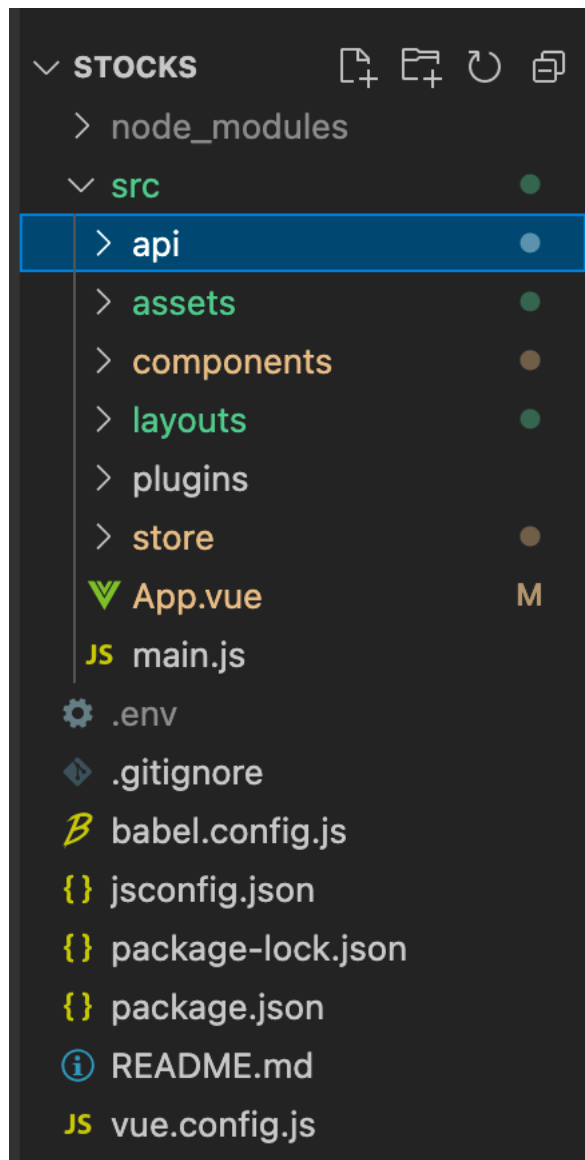 STOCKS
node_modules
src
api
assets
components
layouts
plugins
store
App.vue M
JS main.js
.env
.gitignore
B babel.config.js
{} jsconfig.json
{} package-lock.json
{} package.json
README.md
JS vue.config.js